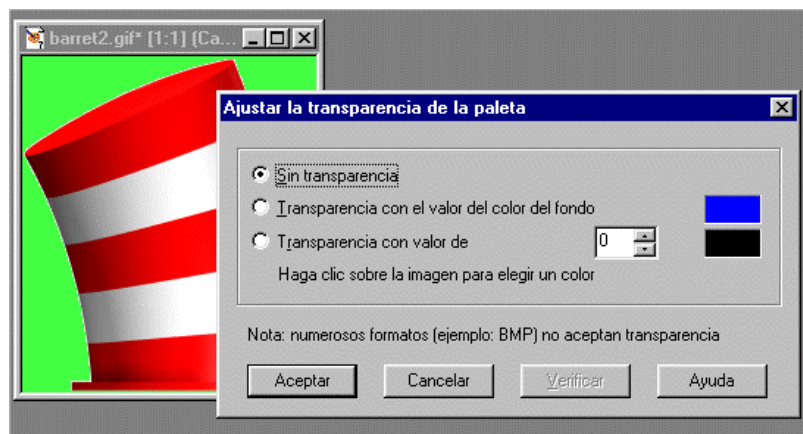 barret2.gif* [1:1] (Ca...
Ajustar la transparencia de la paleta
Sin transparencia
Transparencia con el valor del color del fondo
Transparencia con valor de 0
Haga clic sobre la imagen para elegir un color
Nota: numerosos formatos (ejemplo: BMP) no aceptan transparencia
Aceptar Cancelar Verificar Ayuda